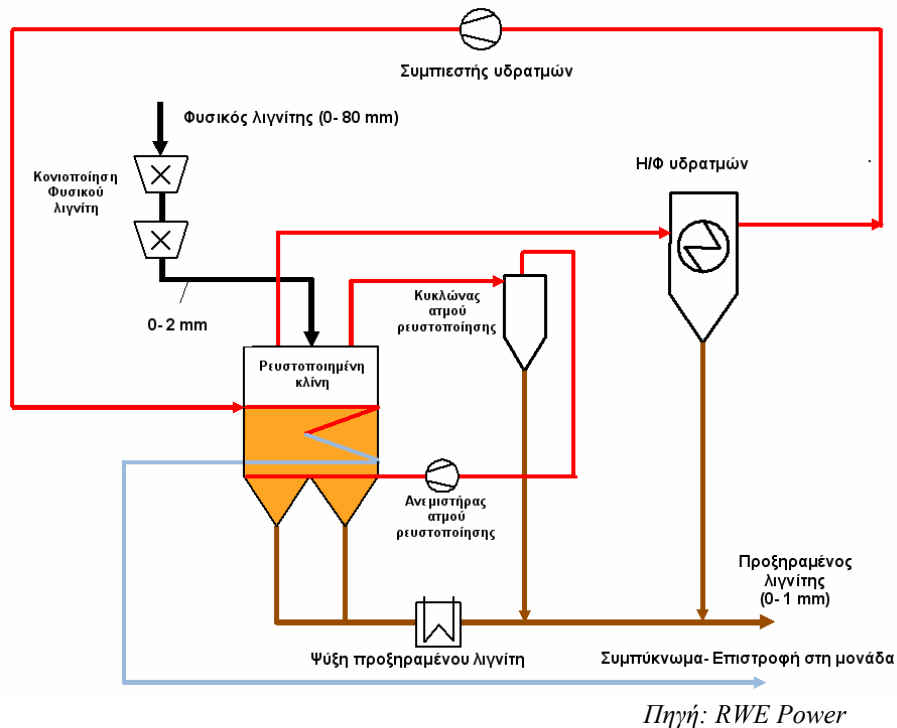 Συμπιεστής υδρατμών
Φυσικός λιγνίτης (0- 80 mm)
Κονιοποίηση
Φυσικού
λιγνίτη
Η/Φ υδρατμών
0- 2 mm
Κυκλώνας
ατμού
ρευστοποίησης
Ρευστοποιημένη
κλίνη
Ανεμιστήρας
ατμού
ρευστοποίησης
Προξηραμένος
λιγνίτης
(0- 1 mm)
Ψύξη προξηραμένου λιγνίτη
Συμπύκνωμα- Επιστροφή στη μονάδα
Πηγή: RWE Power